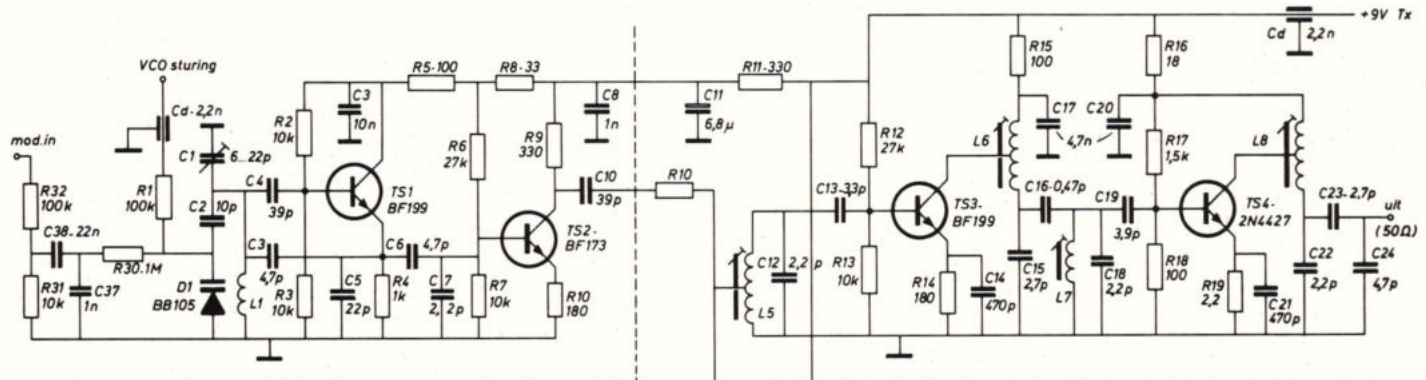 +9V Tx
Cd 2,2n
R15
100
R16
18
VCO sturing
R5-100
R8-33
R11-330
Cd-2,2n
C3
10n
C8
1n
C11
6,8µ
R2
10k
R6
27k
R9
330
R12
27k
L6
C17
C20
4,7n
R17
1,5k
L8
mod.in
C1
6...22p
R32
100k
R1
100k
C4
39p
TS1
BF199
C10
39p
R10
C13-33p
TS3-
BF199
C16-0,47p
C19
3,9p
TS4-
2N4427
C23-2,7p
uit
(50Ω)
C2
10p
C38-22n
R30-1M
C3
4,7p
C6
4,7p
TS2-
BF173
R31
10k
C37
1n
D1
BB105
L1
R3
10k
C5
22p
R4
1k
C7
2,2p
R7
10k
R10
180
L5
C12
2,2p
R13
10k
R14
180
C14
470p
C15
2,7p
L7
C18
2,2p
R18
100
R19
2,2
C21
470p
C22
2,2p
C24
4,7p